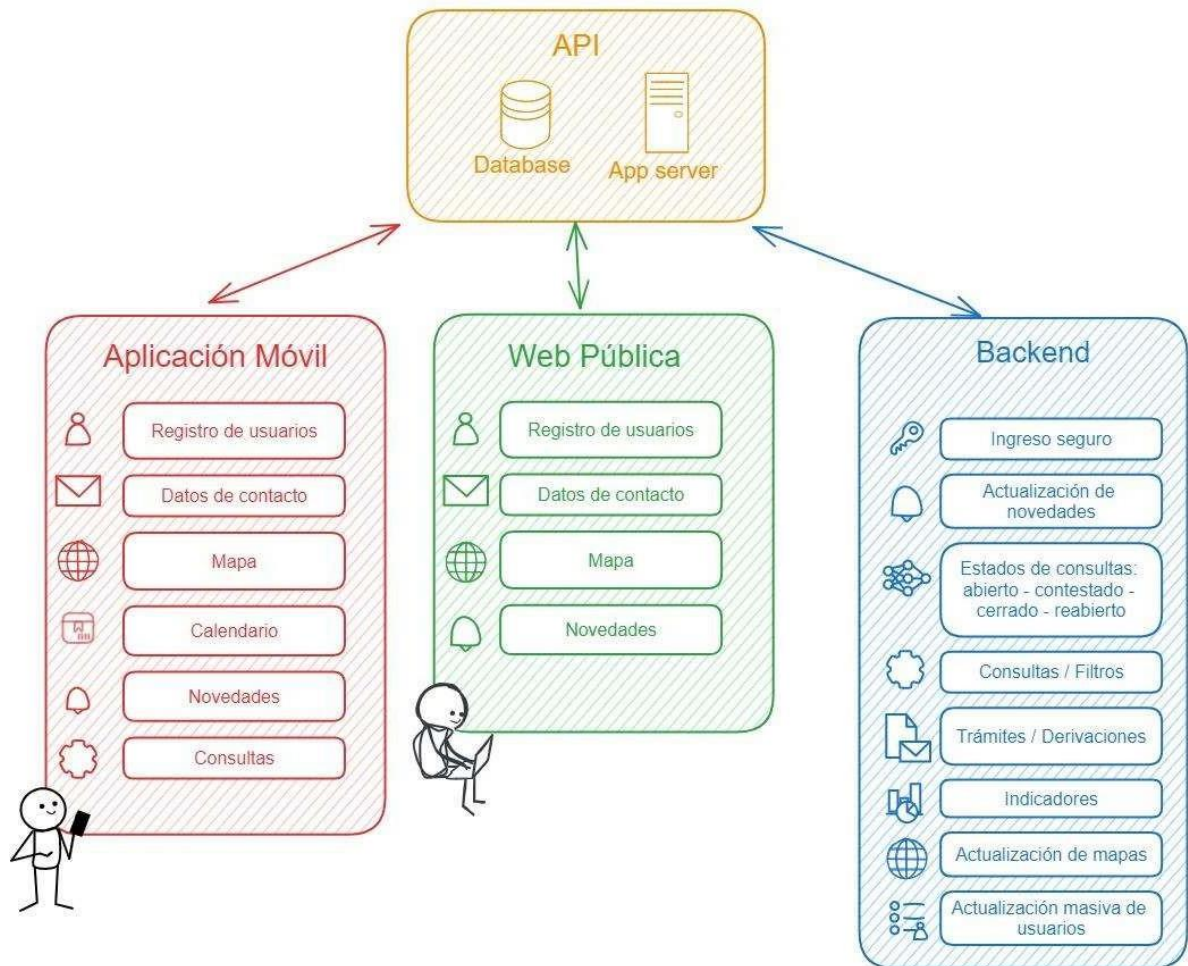 API
Database
App server
Aplicación Móvil
Registro de usuarios
Datos de contacto
Mapa
Calendario
Novedades
Consultas
Web Pública
Registro de usuarios
Datos de contacto
Mapa
Novedades
Backend
Ingreso seguro
Actualización de
novedades
Estados de consultas:
abierto - contestado -
cerrado - reabierto
Consultas / Filtros
Trámites / Derivaciones
Indicadores
Actualización de mapas
Actualización masiva de
usuarios